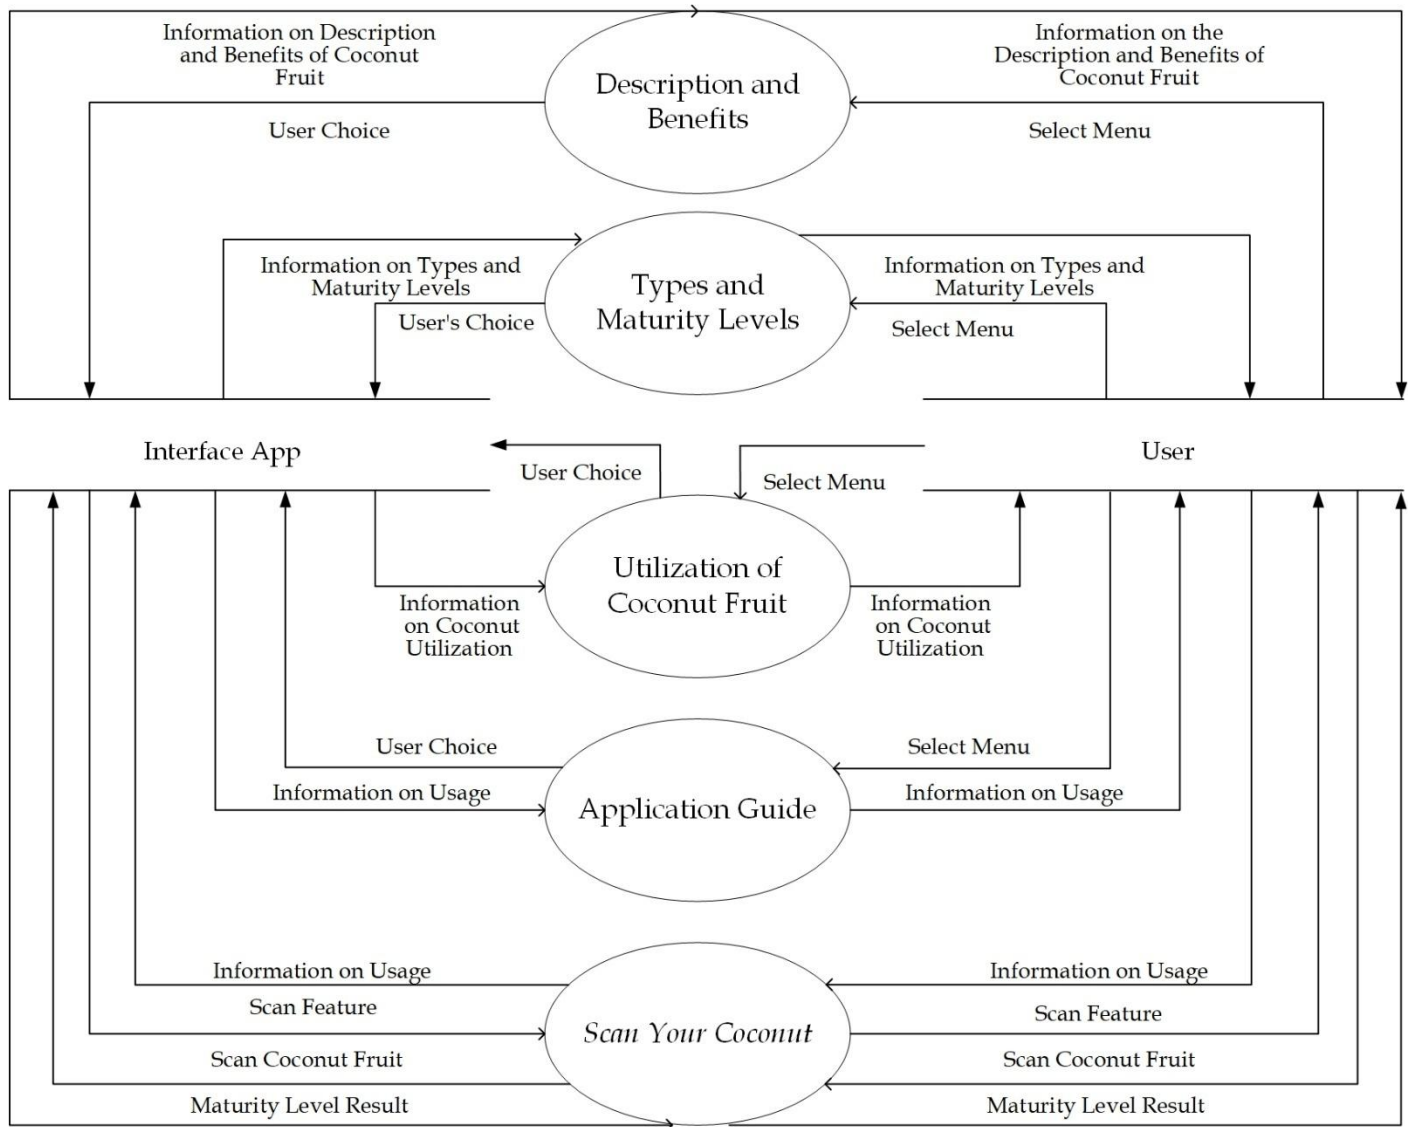 Information on Description
and Benefits of Coconut
Fruit
Information on the
Description and Benefits of
Coconut Fruit
Description and
Benefits
User Choice
Select Menu
Information on Types and
Maturity Levels
Information on Types and
Maturity Levels
Types and
Maturity Levels
User's Choice
Select Menu
Interface App
User
User Choice
Select Menu
Utilization of
Coconut Fruit
Information
on Coconut
Utilization
Information
on Coconut
Utilization
User Choice
Select Menu
Information on Usage
Information on Usage
Application Guide
Information on Usage
Information on Usage
Scan Feature
Scan Feature
Scan Your Coconut
Scan Coconut Fruit
Scan Coconut Fruit
Maturity Level Result
Maturity Level Result